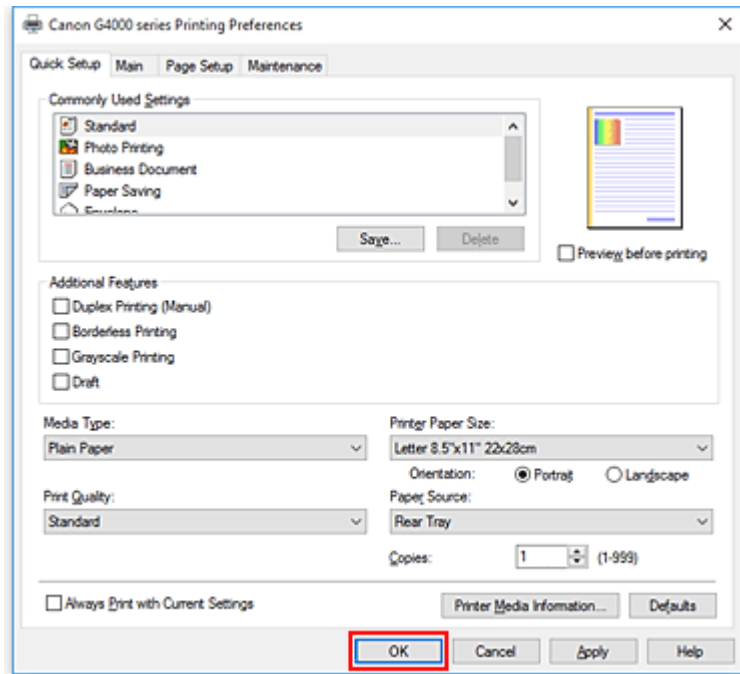 Canon G4000 series Printing Preferences
Quick Setup Main Page Setup Maintenance
Commonly Used Settings
Standard
Photo Printing
Business Document
Paper Saving
Envelope
Save... Delete
Preview before printing
Additional Features
Duplex Printing (Manual)
Borderless Printing
Grayscale Printing
Draft
Media Type: Printer Paper Size:
Plain Paper Letter 8.5"x11" 22x28cm
Orientation: Portrait Landscape
Print Quality: Paper Source:
Standard Rear Tray
Copies: 1 (1-999)
Always Print with Current Settings Printer Media Information... Defaults
OK Cancel Apply Help